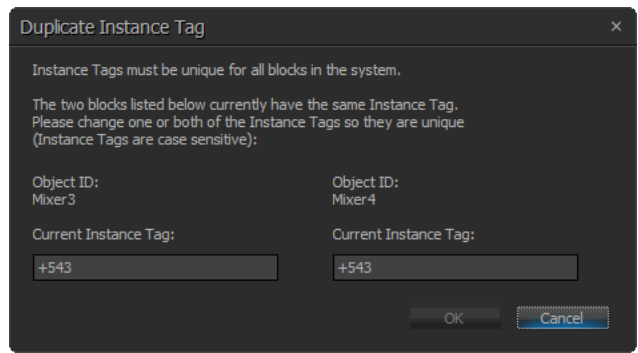 Duplicate Instance Tag
Instance Tags must be unique for all blocks in the system.
The two blocks listed below currently have the same Instance Tag.
Please change one or both of the Instance Tags so they are unique
(Instance Tags are case sensitive):
Object ID:
Mixer3
Object ID:
Mixer4
Current Instance Tag:
+543
Current Instance Tag:
+543
OK
Cancel